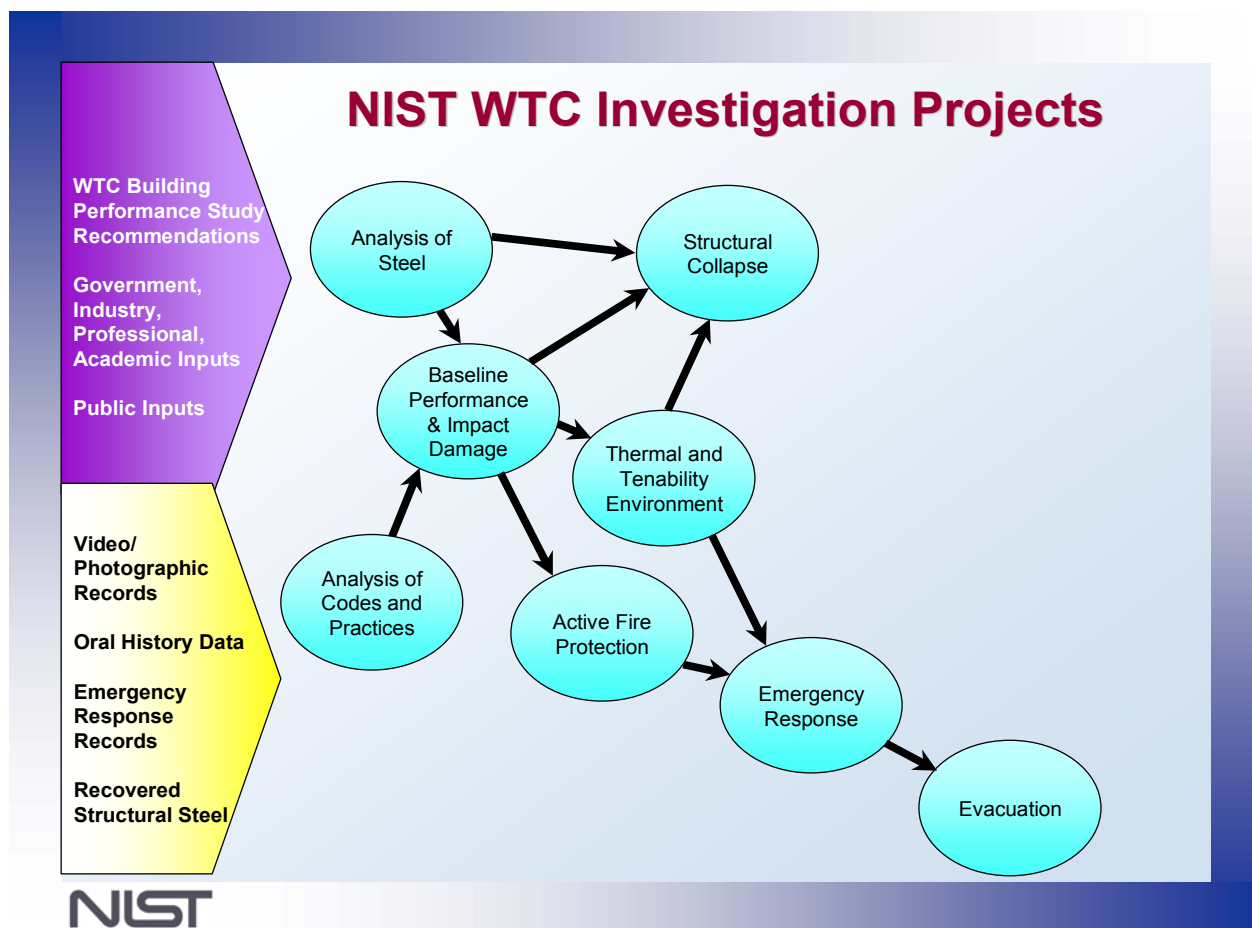 NIST WTC Investigation Projects
WTC Building
Performance Study
Recommendations
Government,
Industry,
Professional,
Academic Inputs
Public Inputs
Video/
Photographic
Records
Oral History Data
Emergency
Response
Records
Recovered
Structural Steel
Analysis of
Steel
Structural
Collapse
Baseline
Performance
& Impact
Damage
Thermal and
Tenability
Environment
Analysis of
Codes and
Practices
Active Fire
Protection
Emergency
Response
Evacuation
NIST